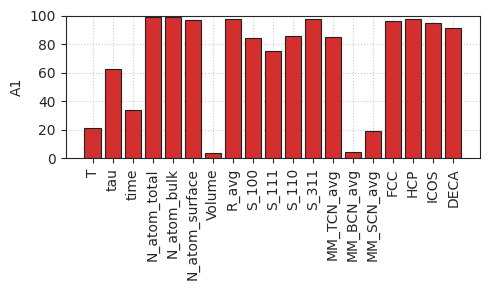 100
80
60
40
20
0
A1
T
tau
time
N_atom_total
N_atom_bulk
N_atom_surface
Volume
R_avg
S_100
S_111
S_110
S_311
MM_TCN_avg
MM_BCN_avg
MM_SCN_avg
FCC
HCP
ICOS
DECA